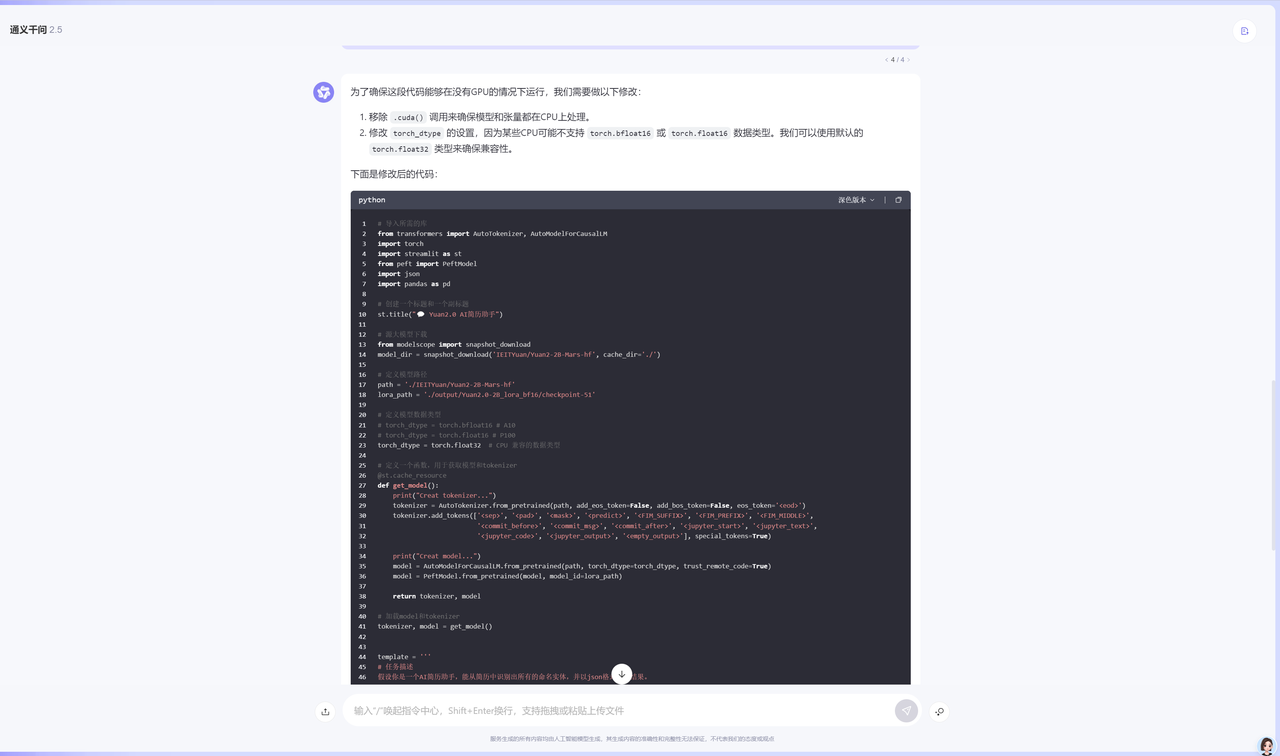 通义千问 2.5
4 / 4
为了确保这段代码能够在没有GPU的情况下运行，我们需要做以下修改：
1. 移除 .cuda() 调用来确保模型和张量都在CPU上处理。
2. 修改 torch_dtype 的设置，因为某些CPU可能不支持 torch.bfloat16 或 torch.float16 数据类型。我们可以使用默认的
torch.float32 类型来确保兼容性。
下面是修改后的代码：
python 深色版本
1 # 导入所需的库
2 from transformers import AutoTokenizer, AutoModelForCausalLM
3 import torch
4 import streamlit as st
5 from peft import PeftModel
6 import json
7 import pandas as pd
8
9 # 创建一个标题和一个副标题
10 st.title("💬 Yuan2.0 AI简历助手")
11
12 # 源大模型下载
13 from modelscope import snapshot_download
14 model_dir = snapshot_download('IEITYuan/Yuan2-2B-Mars-hf', cache_dir='./')
15
16 # 定义模型路径
17 path = './IEITYuan/Yuan2-2B-Mars-hf'
18 lora_path = './output/Yuan2.0-2B_lora_bf16/checkpoint-51'
19
20 # 定义模型数据类型
21 # torch_dtype = torch.bfloat16 # A10
22 # torch_dtype = torch.float16 # P100
23 torch_dtype = torch.float32 # CPU 兼容的数据类型
24
25 # 定义一个函数，用于获取模型和tokenizer
26 @st.cache_resource
27 def get_model():
28 print("Creat tokenizer...")
29 tokenizer = AutoTokenizer.from_pretrained(path, add_eos_token=False, add_bos_token=False, eos_token='<eod>')
30 tokenizer.add_tokens(['<sep>', '<pad>', '<mask>', '<predict>', '<FIM_SUFFIX>', '<FIM_PREFIX>', '<FIM_MIDDLE>',
31 '<commit_before>', '<commit_msg>', '<commit_after>', '<jupyter_start>', '<jupyter_text>',
32 '<jupyter_code>', '<jupyter_output>', '<empty_output>'], special_tokens=True)
33
34 print("Creat model...")
35 model = AutoModelForCausalLM.from_pretrained(path, torch_dtype=torch_dtype, trust_remote_code=True)
36 model = PeftModel.from_pretrained(model, model_id=lora_path)
37
38 return tokenizer, model
39
40 # 加载model和tokenizer
41 tokenizer, model = get_model()
42
43
44 template = '''
45 # 任务描述
46 假设你是一个AI简历助手，能从简历中识别出所有的命名实体，并以json格 结果。
输入"/"唤起指令中心，Shift+Enter换行，支持拖拽或粘贴上传文件
服务生成的所有内容均由人工智能模型生成，其生成内容的准确性和完整性无法保证，不代表我们的态度或观点